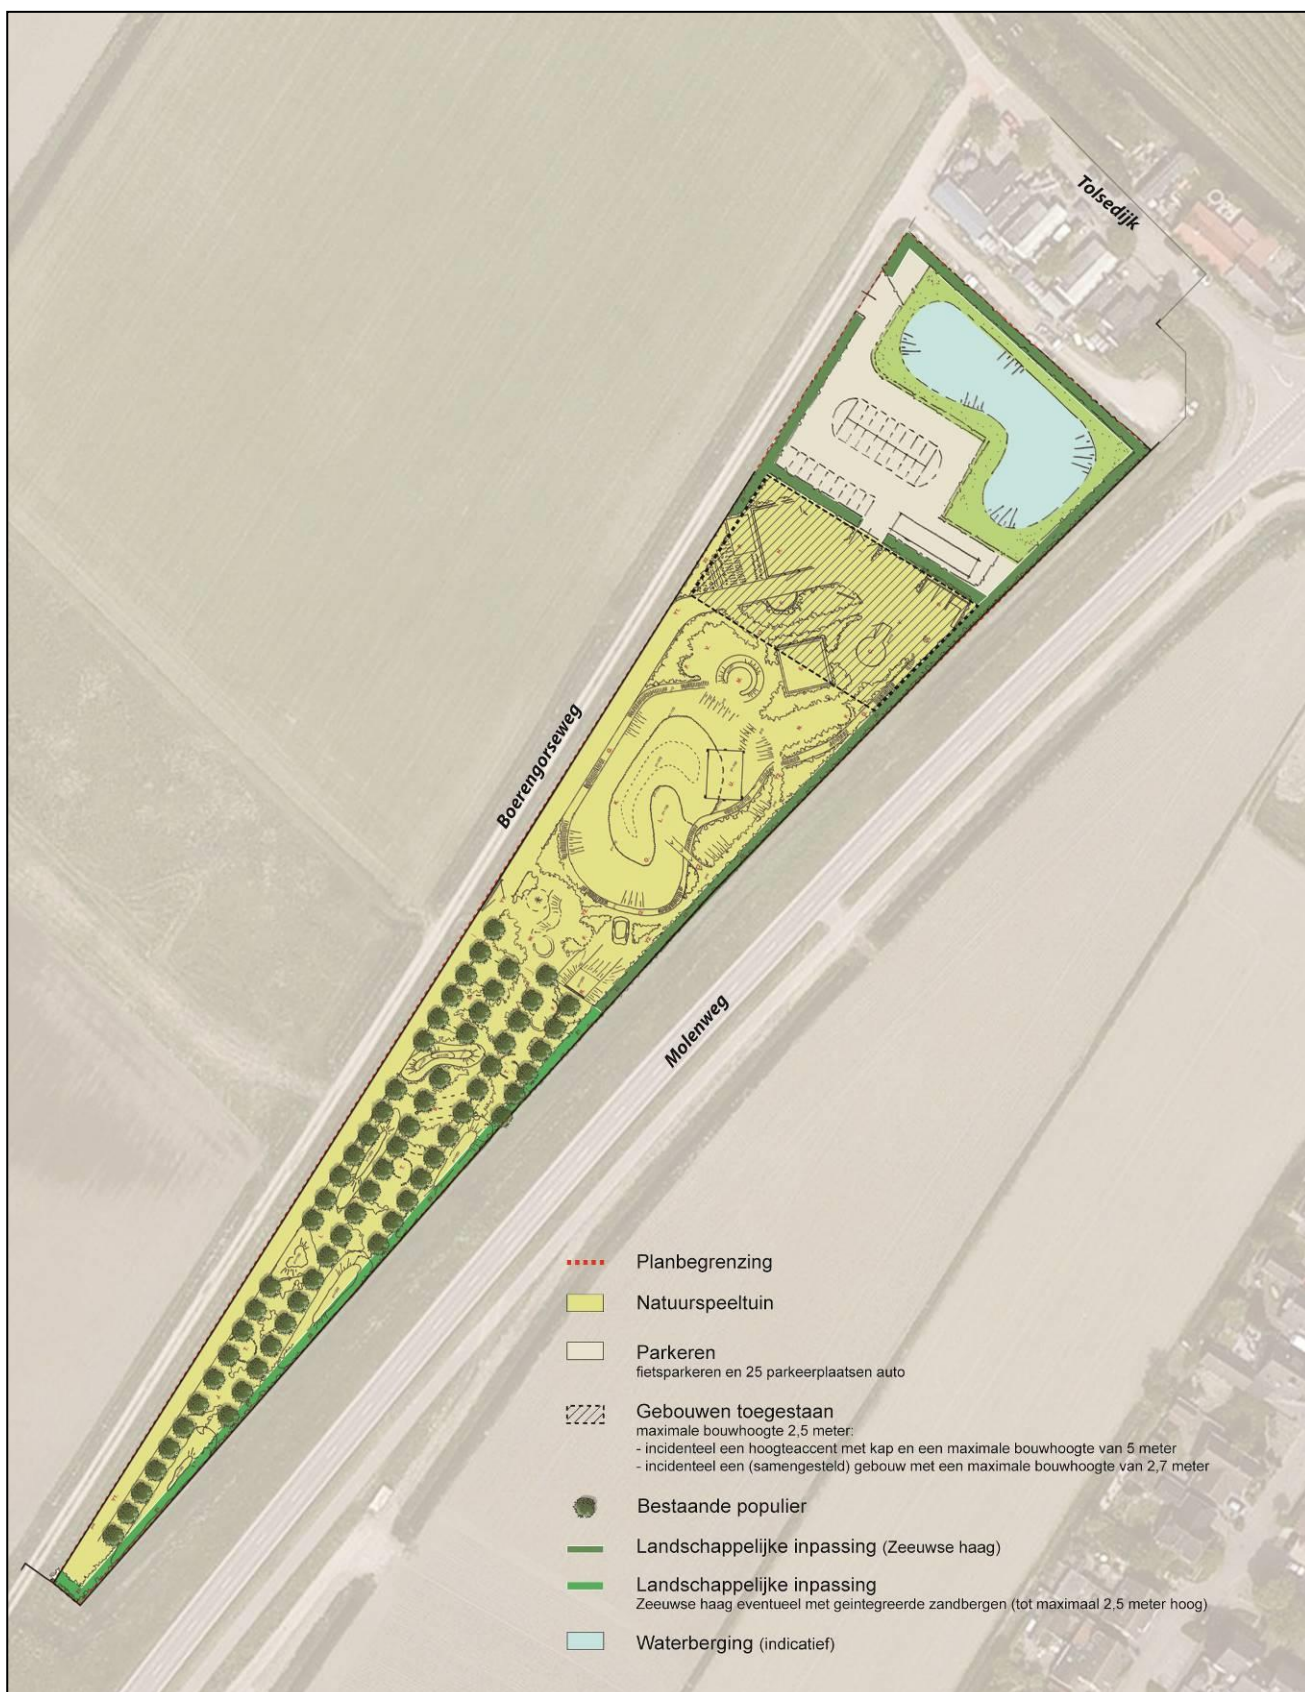 Tolsedijk
Boerengorseweg
Molenweg
Planbegrenzing
Natuurspeeltuin
Parkeren
fietsparkeren en 25 parkeerplaatsen auto
Gebouwen toegestaan
maximale bouwhoogte 2,5 meter:
- incidenteel een hoogteaccent met kap en een maximale bouwhoogte van 5 meter
- incidenteel een (samengesteld) gebouw met een maximale bouwhoogte van 2,7 meter
Bestaande populier
Landschappelijke inpassing (Zeeuwse haag)
Landschappelijke inpassing
Zeeuwse haag eventueel met geintegreerde zandbergen (tot maximaal 2,5 meter hoog)
Waterberging (indicatief)